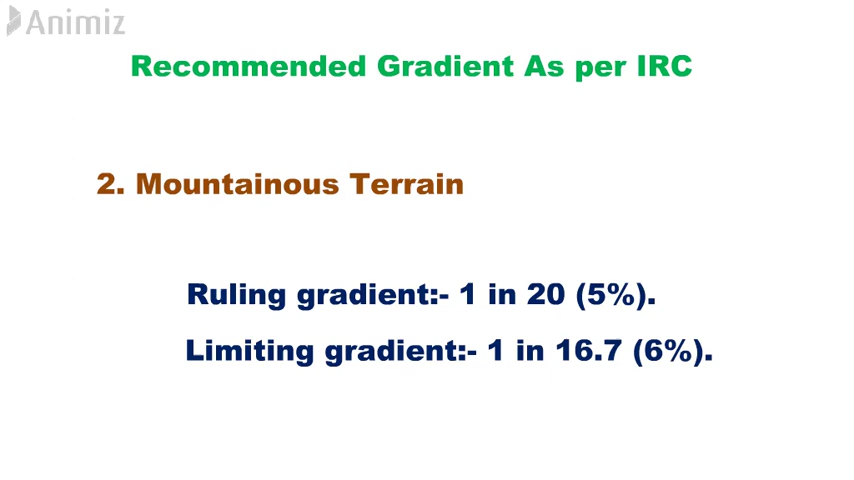 Animiz
Recommended Gradient As per IRC
2. Mountainous Terrain
Ruling gradient:- 1 in 20 (5%).
Limiting gradient:- 1 in 16.7 (6%).